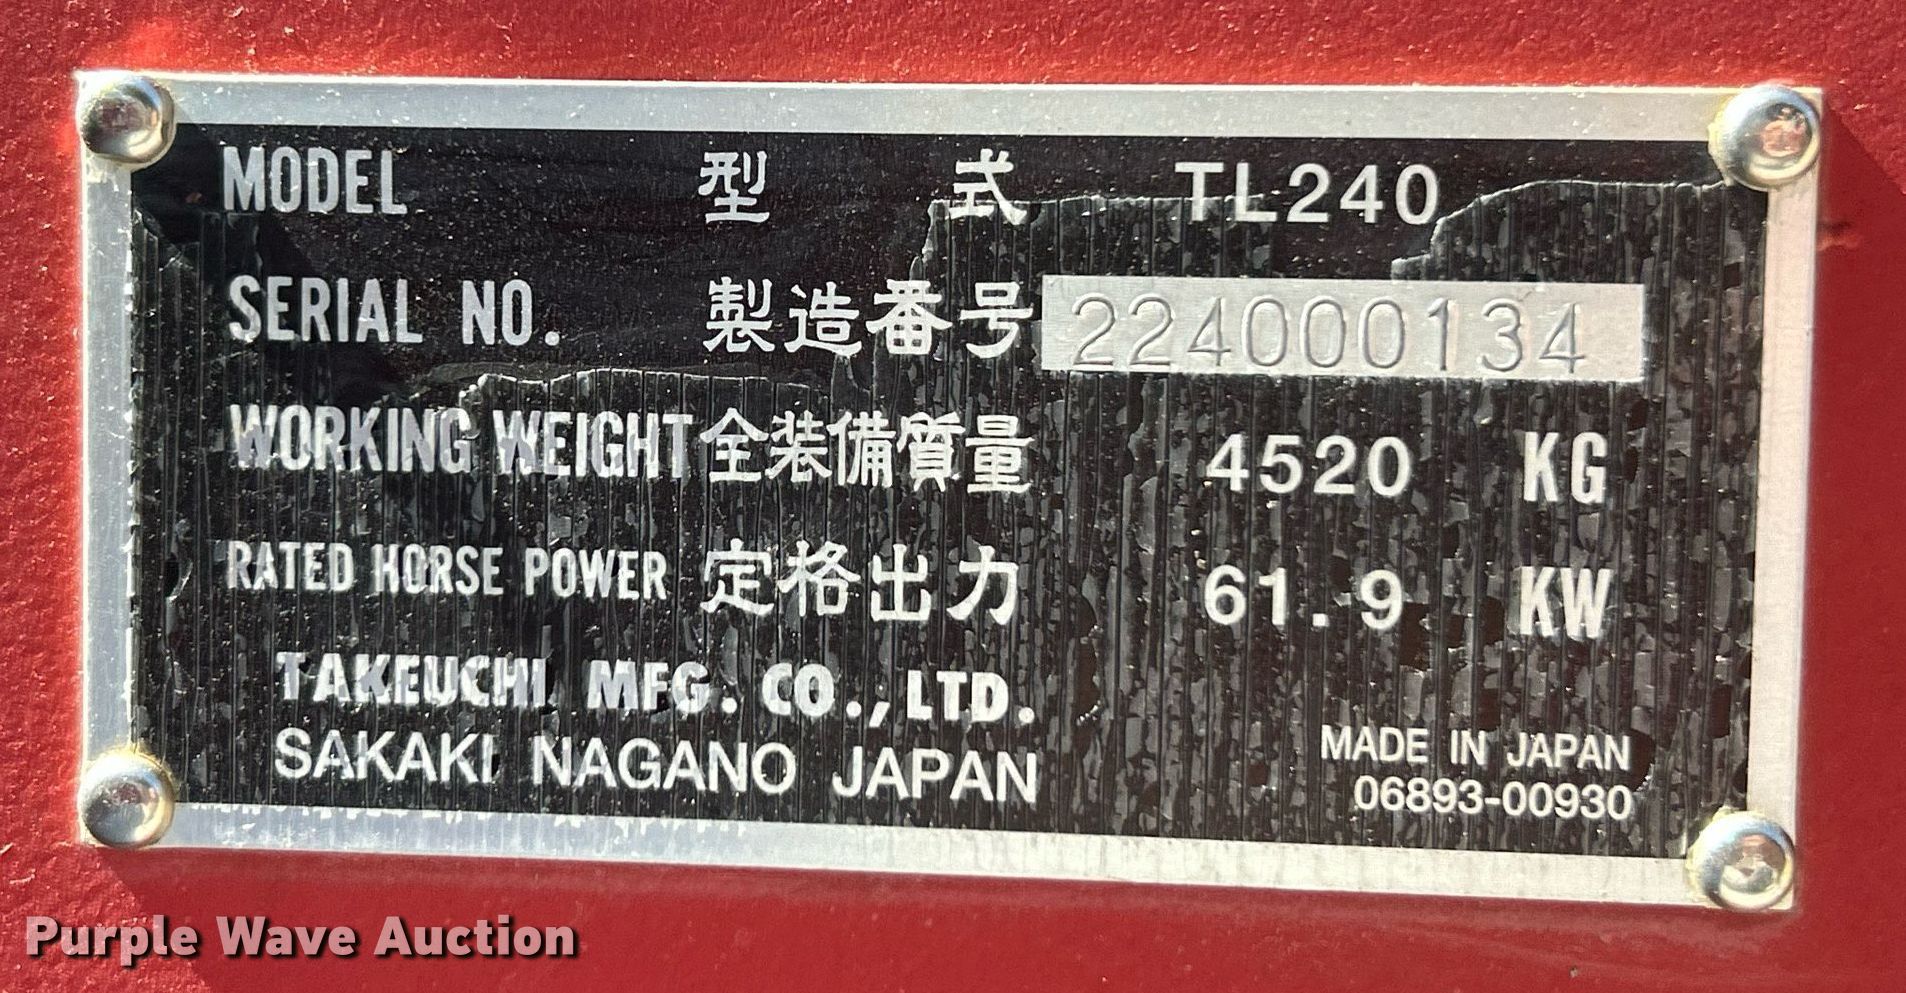 MODEL 型式 TL240
SERIAL NO. 製造番号 224000134
WORKING WEIGHT 全装備質量 4520 KG
RATED HORSE POWER 定格出力 61.9 KW
TAKEUCHI MFG. CO., LTD.
SAKAKI NAGANO JAPAN
MADE IN JAPAN
06893-00930
Purple Wave Auction